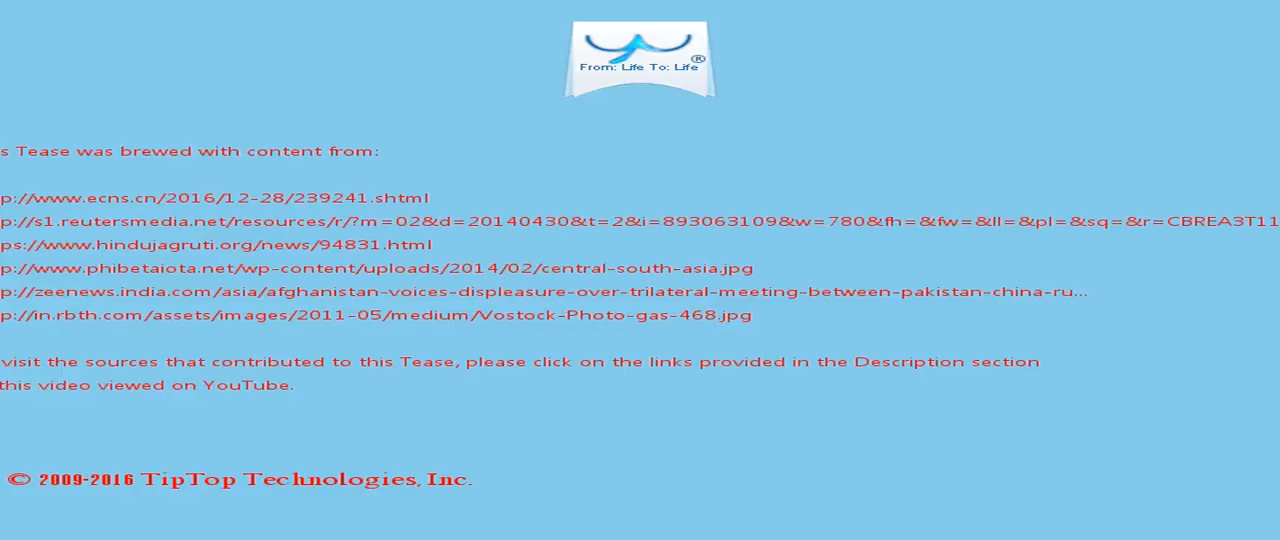 From: Life To: Life®
s Tease was brewed with content from:
p://www.ecns.cn/2016/12-28/239241.shtml
p://s1.reutersmedia.net/resources/r/?m=02&d=20140430&t=2&i=893063109&w=780&fh=&fw=&ll=&pl=&sq=&r=CBREA3T11
ps://www.hindujagruti.org/news/94831.html
p://www.phibetaiota.net/wp-content/uploads/2014/02/central-south-asia.jpg
p://zeenews.india.com/asia/afghanistan-voices-displeasure-over-trilateral-meeting-between-pakistan-china-ru...
p://in.rbth.com/assets/images/2011-05/medium/Vostock-Photo-gas-468.jpg
visit the sources that contributed to this Tease, please click on the links provided in the Description section
this video viewed on YouTube.
© 2009-2016 TipTop Technologies, Inc.